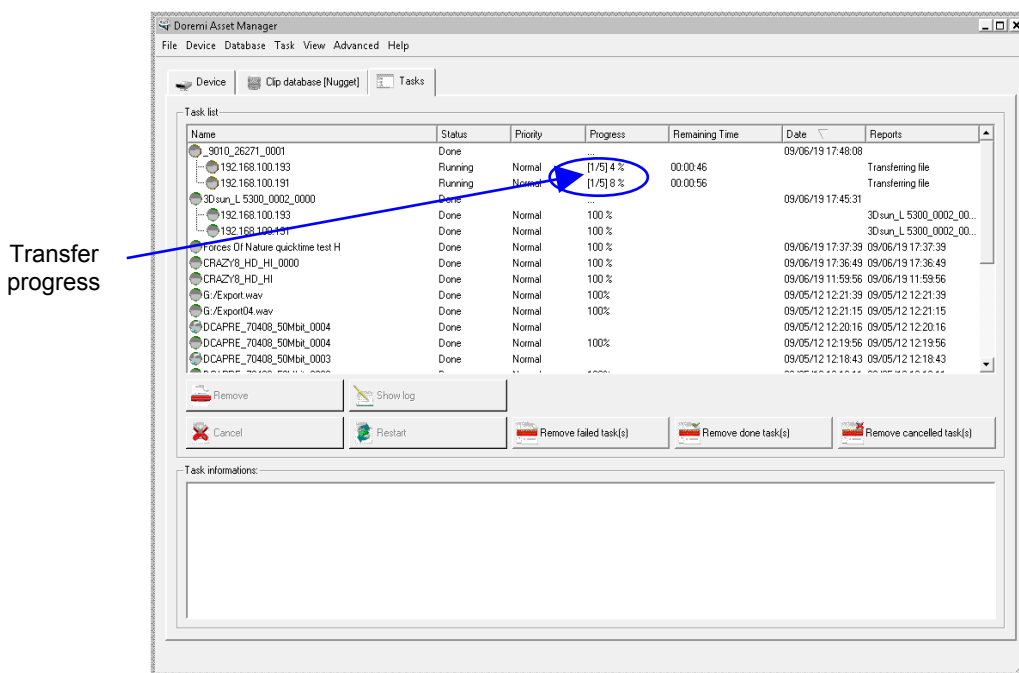 Doremi Asset Manager
File Device Database Task View Advanced Help
Device Clip database [Nugget] Tasks
Task list
Name Status Priority Progress Remaining Time Date Reports
_9010_26271_0001 Done ... 09/06/19 17:48:08
192.168.100.193 Running Normal [1/5] 4 % 00:00:46 Transferring file
192.168.100.191 Running Normal [1/5] 8 % 00:00:56 Transferring file
3Dsun_L 5300_0002_0000 Done ... 09/06/19 17:45:31
192.168.100.193 Done Normal 100 % 3Dsun_L 5300_0002_00...
192.168.100.191 Done Normal 100 % 3Dsun_L 5300_0002_00...
Forces Of Nature quicktime test H Done Normal 100 % 09/06/19 17:37:39 09/06/19 17:37:39
CRAZY8_HD_HI_0000 Done Normal 100 % 09/06/19 17:36:49 09/06/19 17:36:49
CRAZY8_HD_HI Done Normal 100 % 09/06/19 11:59:56 09/06/19 11:59:56
G:/Export.wav Done Normal 100% 09/05/12 12:21:39 09/05/12 12:21:39
G:/Export04.wav Done Normal 100% 09/05/12 12:21:15 09/05/12 12:21:15
DCAPRE_70408_50Mbit_0004 Done Normal 09/05/12 12:20:16 09/05/12 12:20:16
DCAPRE_70408_50Mbit_0004 Done Normal 100% 09/05/12 12:19:56 09/05/12 12:19:56
DCAPRE_70408_50Mbit_0003 Done Normal 09/05/12 12:18:43 09/05/12 12:18:43
Transfer
progress
Remove Show log
Cancel Restart Remove failed task(s) Remove done task(s) Remove cancelled task(s)
Task informations: